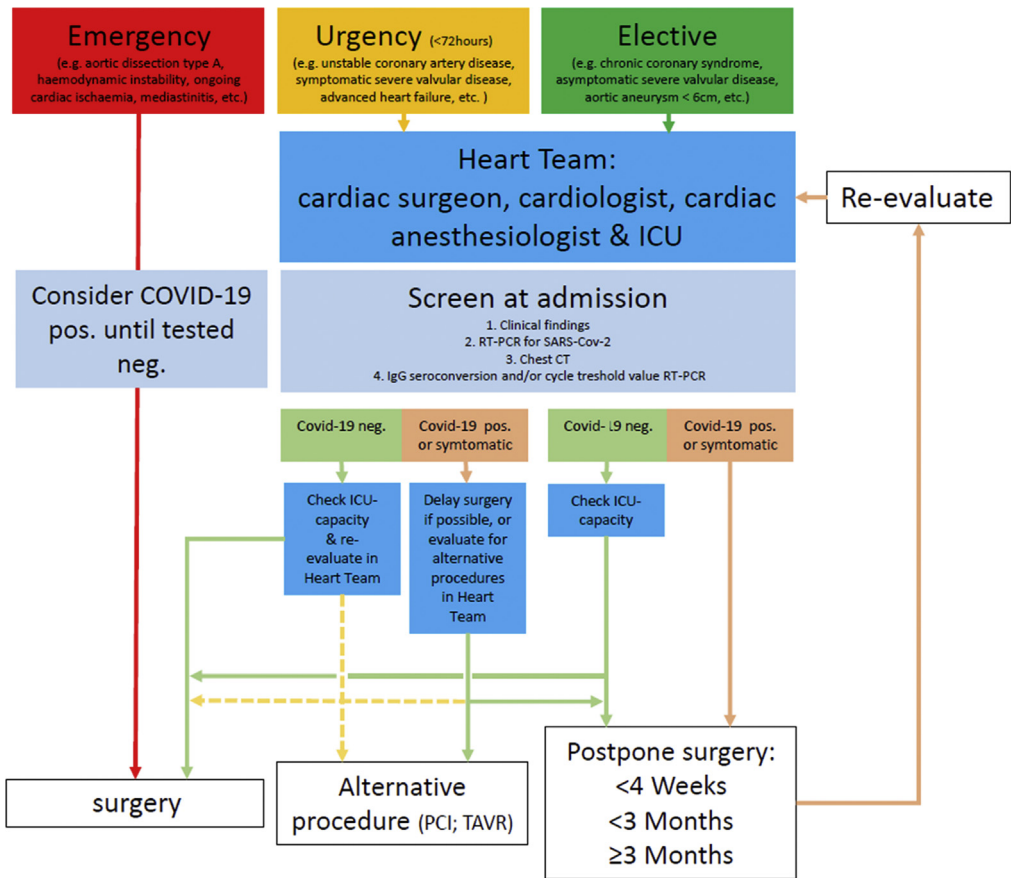 Emergency
(e.g. aortic dissection type A,
haemodynamic instability, ongoing
cardiac ischaemia, mediastinitis, etc.)
Urgency (<72hours)
(e.g. unstable coronary artery disease,
symptomatic severe valvular disease,
advanced heart failure, etc. )
Elective
(e.g. chronic coronary syndrome,
asymptomatic severe valvular disease,
aortic aneurysm < 6cm, etc.)
Heart Team:
cardiac surgeon, cardiologist, cardiac
anesthesiologist & ICU
Re-evaluate
Consider COVID-19
pos. until tested
neg.
Screen at admission
1. Clinical findings
2. RT-PCR for SARS-Cov-2
3. Chest CT
4. IgG seroconversion and/or cycle treshold value RT-PCR
Covid-19 neg.
Covid-19 pos.
or symtomatic
Covid-19 neg.
Covid-19 pos.
or symtomatic
Check ICU-
capacity
& re-
evaluate in
Heart Team
Delay surgery
if possible, or
evaluate for
alternative
procedures
in Heart
Team
Check ICU-
capacity
surgery
Alternative
procedure (PCI; TAVR)
Postpone surgery:
<4 Weeks
<3 Months
≥3 Months